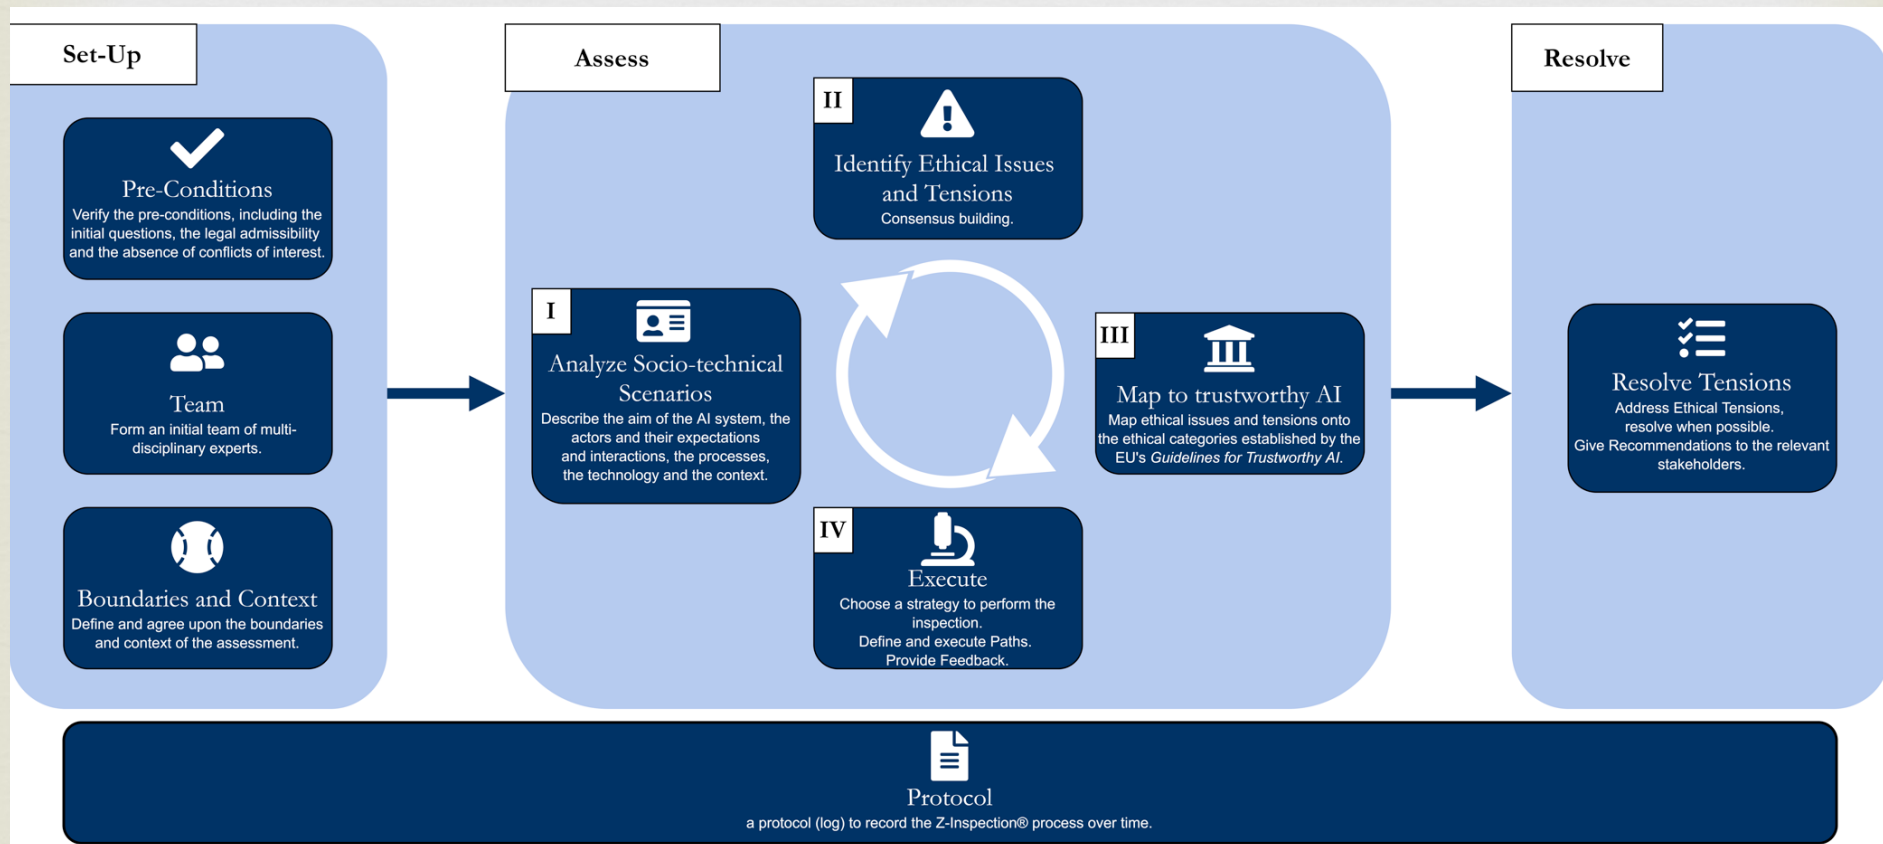 Set-Up
Pre-Conditions
Verify the pre-conditions, including the
initial questions, the legal admissibility
and the absence of conflicts of interest.
Team
Form an initial team of multi-
disciplinary experts.
Boundaries and Context
Define and agree upon the boundaries
and context of the assessment.
Assess
I
Analyze Socio-technical
Scenarios
Describe the aim of the AI system, the
actors and their expectations
and interactions, the processes,
the technology and the context.
II
Identify Ethical Issues
and Tensions
Consensus building.
III
Map to trustworthy AI
Map ethical issues and tensions onto
the ethical categories established by the
EU's Guidelines for Trustworthy AI.
IV
Execute
Choose a strategy to perform the
inspection.
Define and execute Paths.
Provide Feedback.
Resolve
Resolve Tensions
Address Ethical Tensions,
resolve when possible.
Give Recommendations to the relevant
stakeholders.
Protocol
a protocol (log) to record the Z-Inspection® process over time.